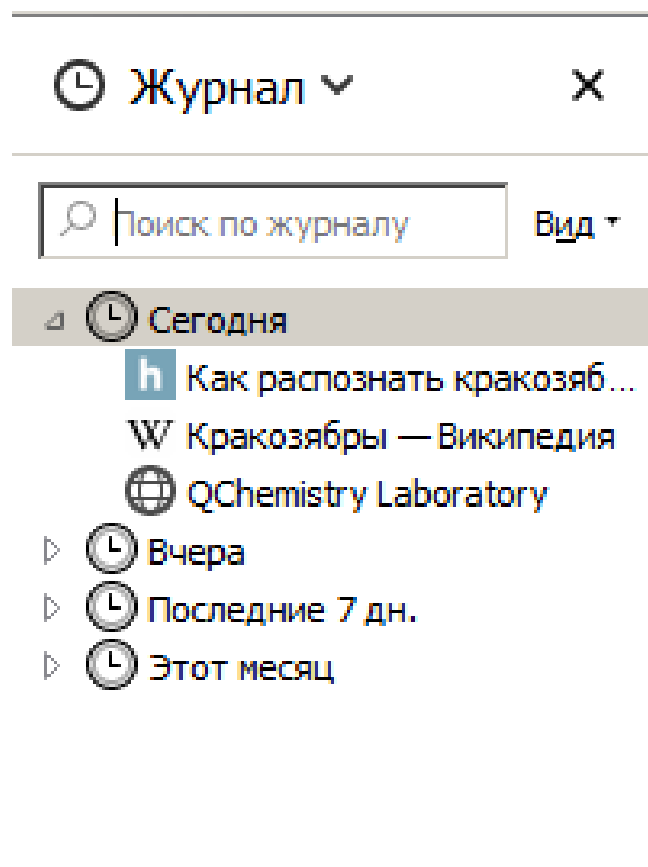 Журнал
Поиск по журналу Вид
Сегодня
h Как распознать кракозяб...
W Кракозябры — Википедия
QChemistry Laboratory
Вчера
Последние 7 дн.
Этот месяц